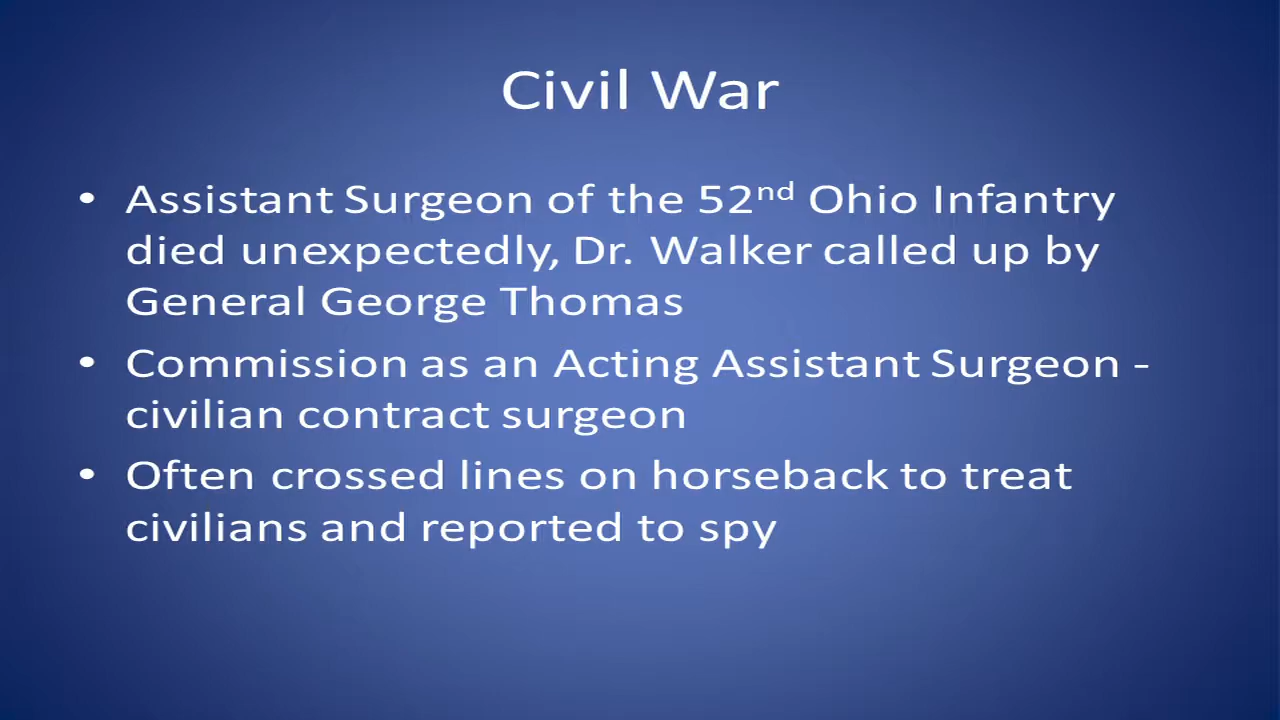 Civil War
• Assistant Surgeon of the 52nd Ohio Infantry
died unexpectedly, Dr. Walker called up by
General George Thomas
• Commission as an Acting Assistant Surgeon -
civilian contract surgeon
• Often crossed lines on horseback to treat
civilians and reported to spy